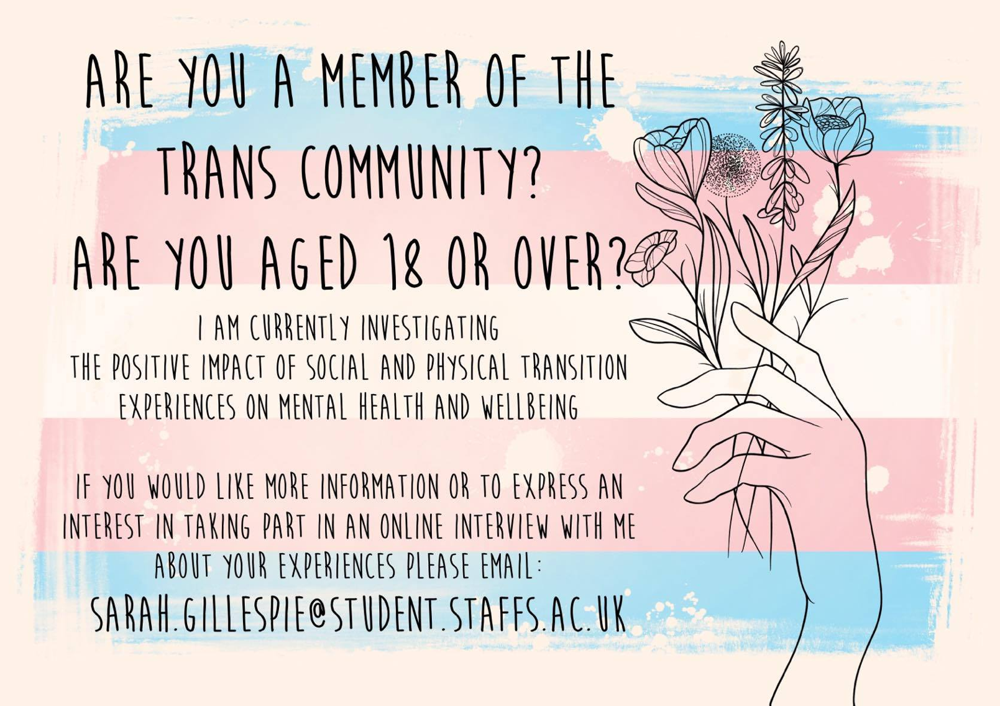 ARE YOU A MEMBER OF THE
TRANS COMMUNITY?
ARE YOU AGED 18 OR OVER?
I AM CURRENTLY INVESTIGATING
THE POSITIVE IMPACT OF SOCIAL AND PHYSICAL TRANSITION
EXPERIENCES ON MENTAL HEALTH AND WELLBEING
IF YOU WOULD LIKE MORE INFORMATION OR TO EXPRESS AN
INTEREST IN TAKING PART IN AN ONLINE INTERVIEW WITH ME
ABOUT YOUR EXPERIENCES PLEASE EMAIL:
SARAH.GILLESPIE@STUDENT.STAFFS.AC.UK